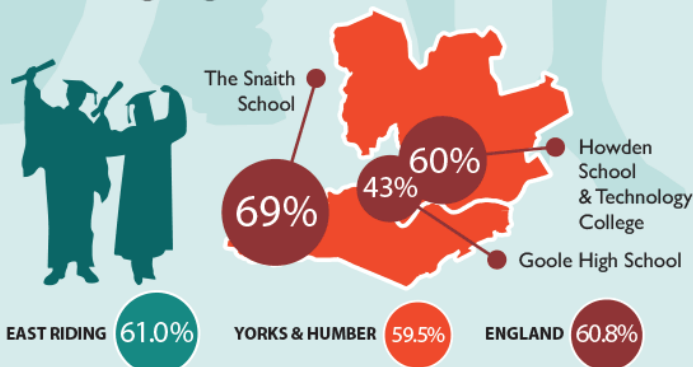 The Snaith
School
69%
43%
60%
Howden
School
& Technology
College
Goole High School
EAST RIDING 61.0%
YORKS & HUMBER 59.5%
ENGLAND 60.8%